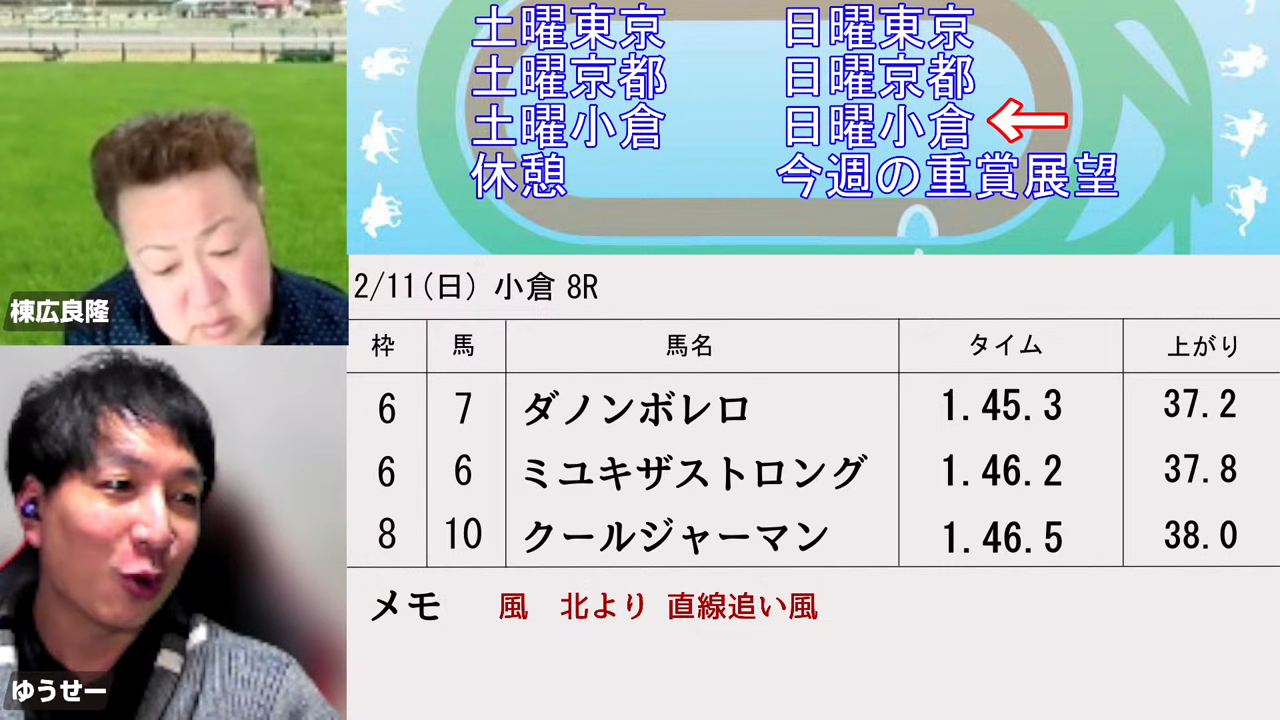 土曜東京 日曜東京
土曜京都 日曜京都
土曜小倉 日曜小倉
休憩 今週の重賞展望
棟広良隆
2/11(日) 小倉 8R
枠 馬 馬名 タイム 上がり
6 7 ダノンボレロ 1.45.3 37.2
6 6 ミユキザストロング 1.46.2 37.8
8 10 クールジャーマン 1.46.5 38.0
メモ 風 北より 直線追い風
ゆうせー